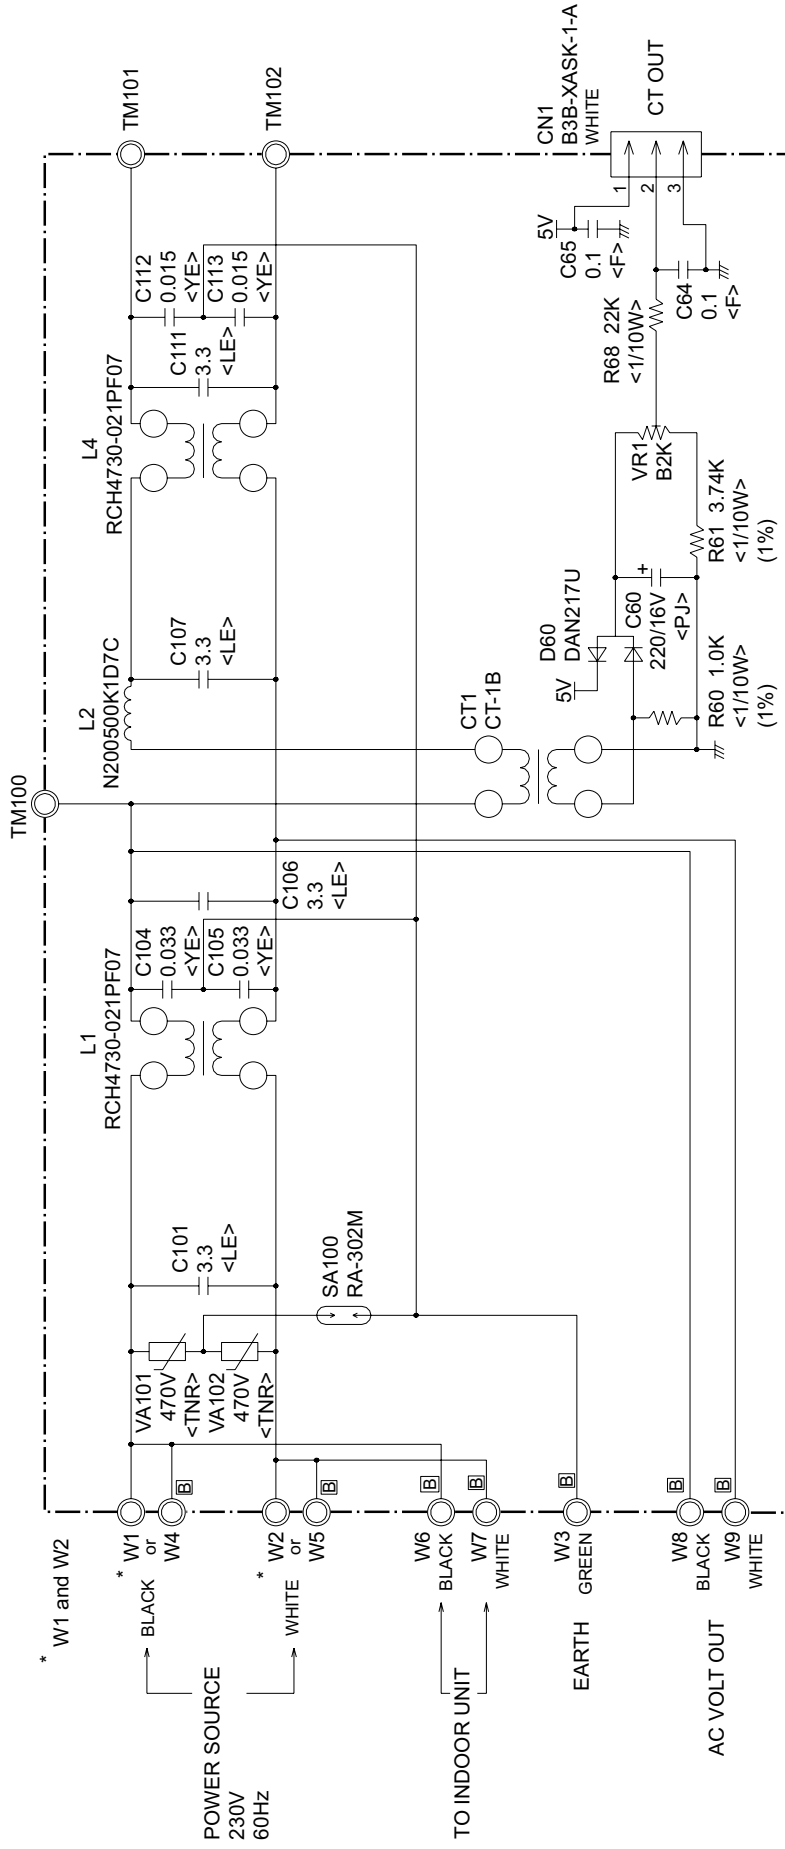 * W1 and W2
POWER SOURCE
230V
60Hz
BLACK
WHITE
* W1
or
W4
B
* W2
or
W5
B
TO INDOOR UNIT
W6
BLACK
B
W7
WHITE
B
EARTH
W3
GREEN
B
AC VOLT OUT
W8
BLACK
B
W9
WHITE
B
VA101
470V
<TNR>
VA102
470V
<TNR>
C101
3.3
<LE>
SA100
RA-302M
L1
RCH4730-021PF07
C104
0.033
<YE>
C105
0.033
<YE>
C106
3.3
<LE>
TM100
L2
N200500K1D7C
C107
3.3
<LE>
L4
RCH4730-021PF07
C111
3.3
<LE>
C112
0.015
<YE>
C113
0.015
<YE>
TM101
TM102
CT1
CT-1B
5V
D60
DAN217U
C60
220/16V
<PJ>
+
R60 1.0K
<1/10W>
(1%)
R61 3.74K
<1/10W>
(1%)
VR1
B2K
R68 22K
<1/10W>
C64
0.1
<F>
5V
C65
0.1
<F>
1
2
3
CN1
B3B-XASK-1-A
WHITE
CT OUT